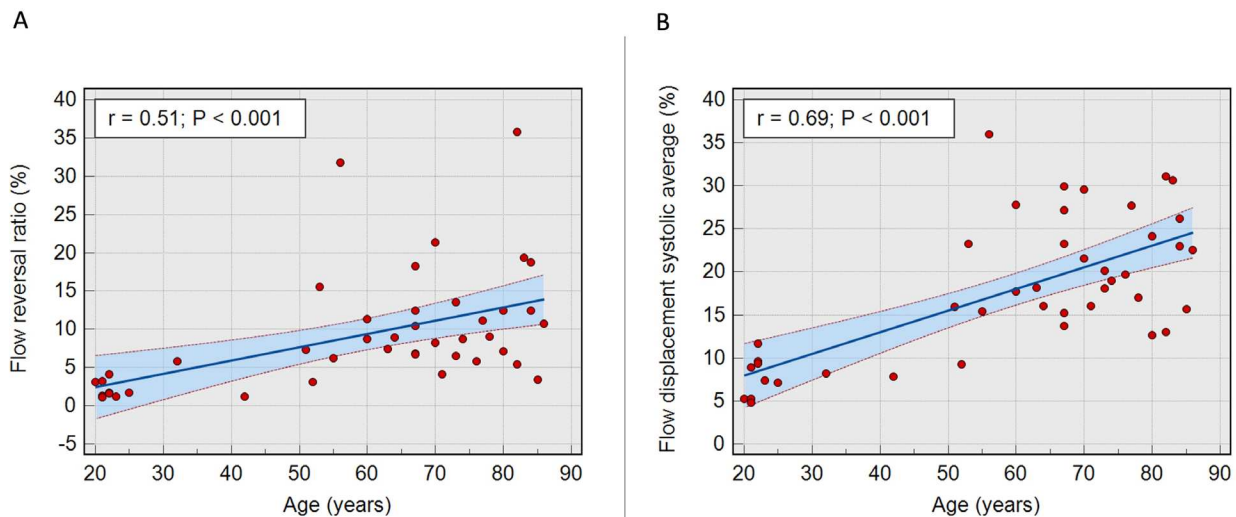 A
r = 0.51; P < 0.001
Flow reversal ratio (%)
40
35
30
25
20
15
10
5
0
-5
20 30 40 50 60 70 80 90
Age (years)
B
r = 0.69; P < 0.001
Flow displacement systolic average (%)
40
35
30
25
20
15
10
5
0
20 30 40 50 60 70 80 90
Age (years)